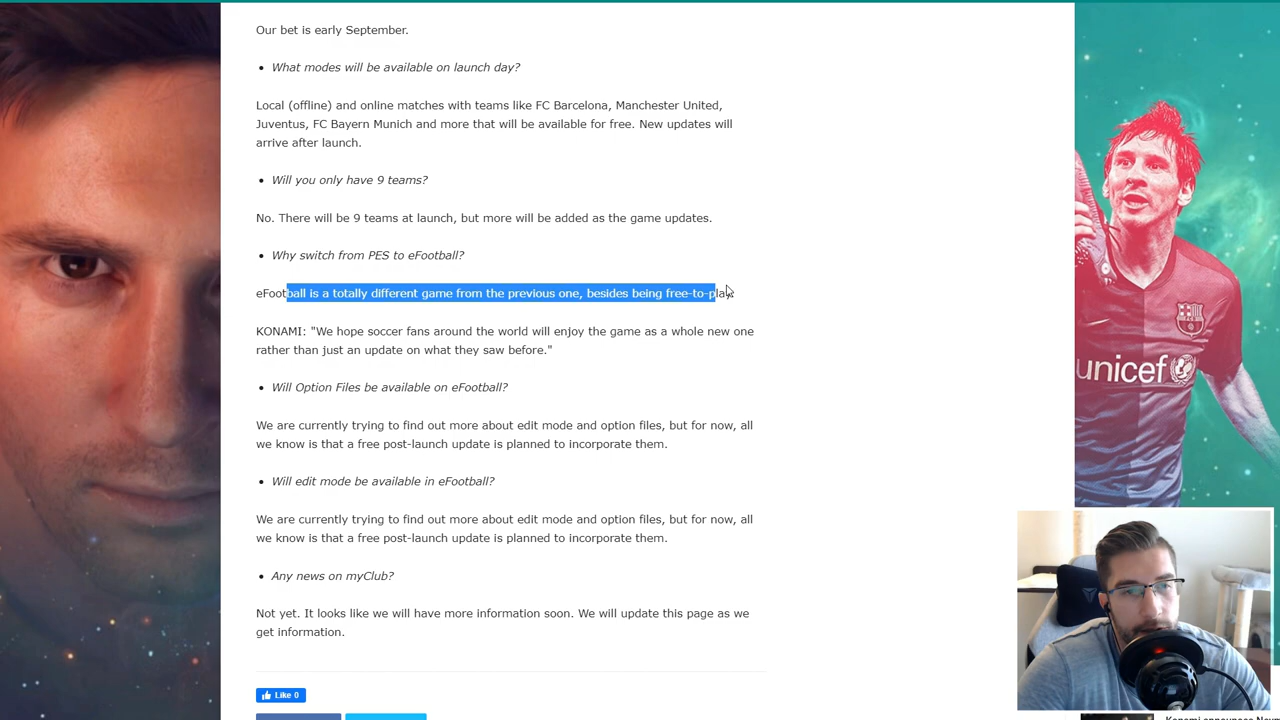 Our bet is early September.
• What modes will be available on launch day?
Local (offline) and online matches with teams like FC Barcelona, Manchester United,
Juventus, FC Bayern Munich and more that will be available for free. New updates will
arrive after launch.
• Will you only have 9 teams?
No. There will be 9 teams at launch, but more will be added as the game updates.
• Why switch from PES to eFootball?
eFootball is a totally different game from the previous one, besides being free-to-play.
KONAMI: "We hope soccer fans around the world will enjoy the game as a whole new one
rather than just an update on what they saw before."
• Will Option Files be available on eFootball?
We are currently trying to find out more about edit mode and option files, but for now, all
we know is that a free post-launch update is planned to incorporate them.
• Will edit mode be available in eFootball?
We are currently trying to find out more about edit mode and option files, but for now, all
we know is that a free post-launch update is planned to incorporate them.
• Any news on myClub?
Not yet. It looks like we will have more information soon. We will update this page as we
get information.
Like 0
unicef